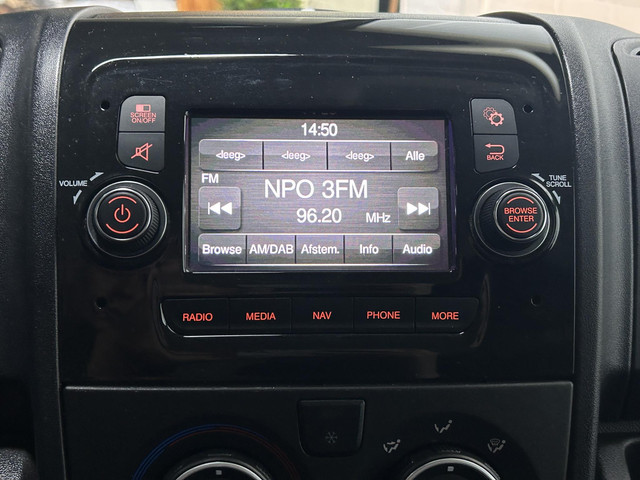 SCREEN
ON/OFF
14:50
<leeg> <leeg> <leeg> Alle
BACK
VOLUME
FM
NPO 3FM
96.20 MHz
TUNE
SCROLL
BROWSE
ENTER
Browse AM/DAB Afstem. Info Audio
RADIO MEDIA NAV PHONE MORE